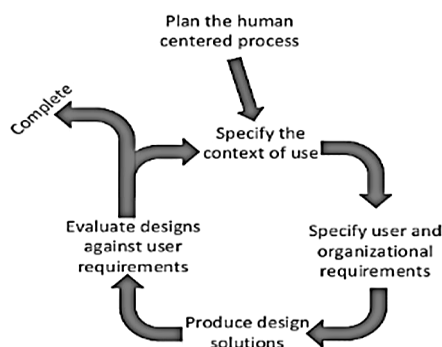 Plan the human
centered process
Complete
Specify the
context of use
Evaluate designs
against user
requirements
Specify user and
organizational
requirements
Produce design
solutions